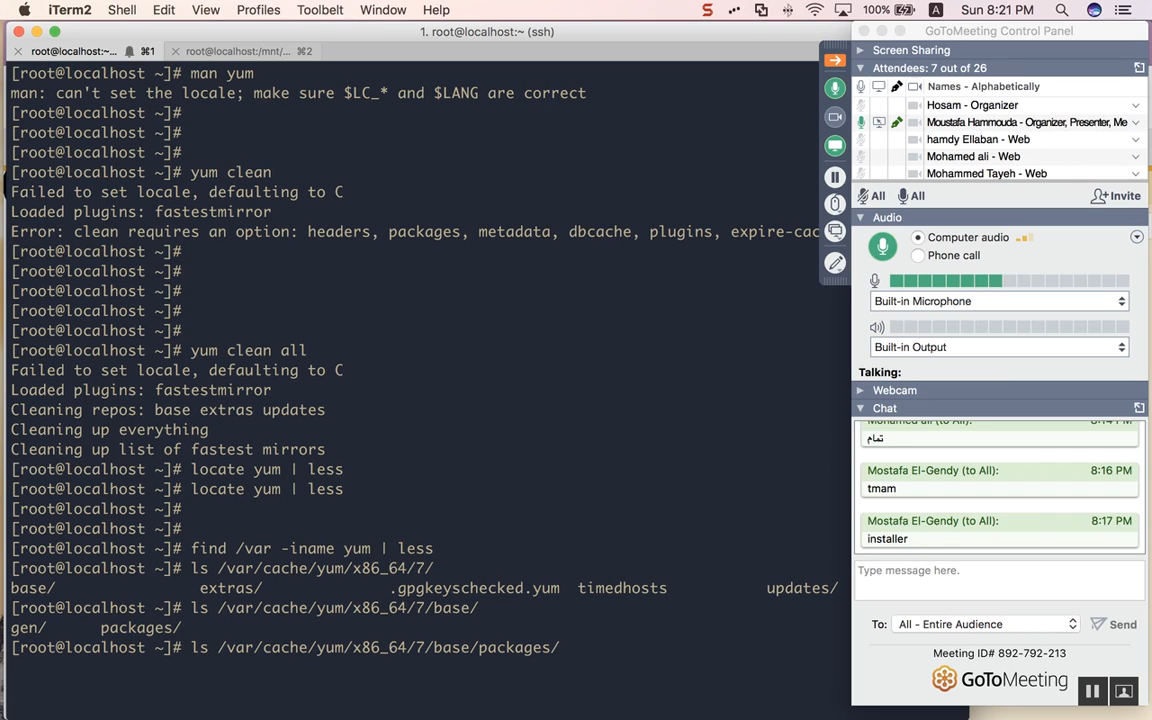 iTerm2 Shell Edit View Profiles Toolbelt Window Help
100% A Sun 8:21 PM
1. root@localhost:~ (ssh)
root@localhost:~... ⌘1
root@localhost:/mnt/... ⌘2
[root@localhost ~]# man yum
man: can't set the locale; make sure $LC_* and $LANG are correct
[root@localhost ~]#
[root@localhost ~]#
[root@localhost ~]#
[root@localhost ~]# yum clean
Failed to set locale, defaulting to C
Loaded plugins: fastestmirror
Error: clean requires an option: headers, packages, metadata, dbcache, plugins, expire-cac
[root@localhost ~]#
[root@localhost ~]#
[root@localhost ~]#
[root@localhost ~]#
[root@localhost ~]#
[root@localhost ~]# yum clean all
Failed to set locale, defaulting to C
Loaded plugins: fastestmirror
Cleaning repos: base extras updates
Cleaning up everything
Cleaning up list of fastest mirrors
[root@localhost ~]# locate yum | less
[root@localhost ~]# locate yum | less
[root@localhost ~]#
[root@localhost ~]#
[root@localhost ~]# find /var -iname yum | less
[root@localhost ~]# ls /var/cache/yum/x86_64/7/
base/ extras/ .gpgkeyschecked.yum timedhosts updates/
[root@localhost ~]# ls /var/cache/yum/x86_64/7/base/
gen/ packages/
[root@localhost ~]# ls /var/cache/yum/x86_64/7/base/packages/
GoToMeeting Control Panel
Screen Sharing
Attendees: 7 out of 26
Names - Alphabetically
Hosam - Organizer
Moustafa Hammouda - Organizer, Presenter, Me
hamdy Ellaban - Web
Mohamed ali - Web
Mohammed Tayeh - Web
All All Invite
Audio
Computer audio
Phone call
Built-in Microphone
Built-in Output
Talking:
Webcam
Chat
Mohamed ali (to All): 8:14 PM
تمام
Mostafa El-Gendy (to All): 8:16 PM
tmam
Mostafa El-Gendy (to All): 8:17 PM
installer
Type message here.
To: All - Entire Audience Send
Meeting ID# 892-792-213
GoToMeeting